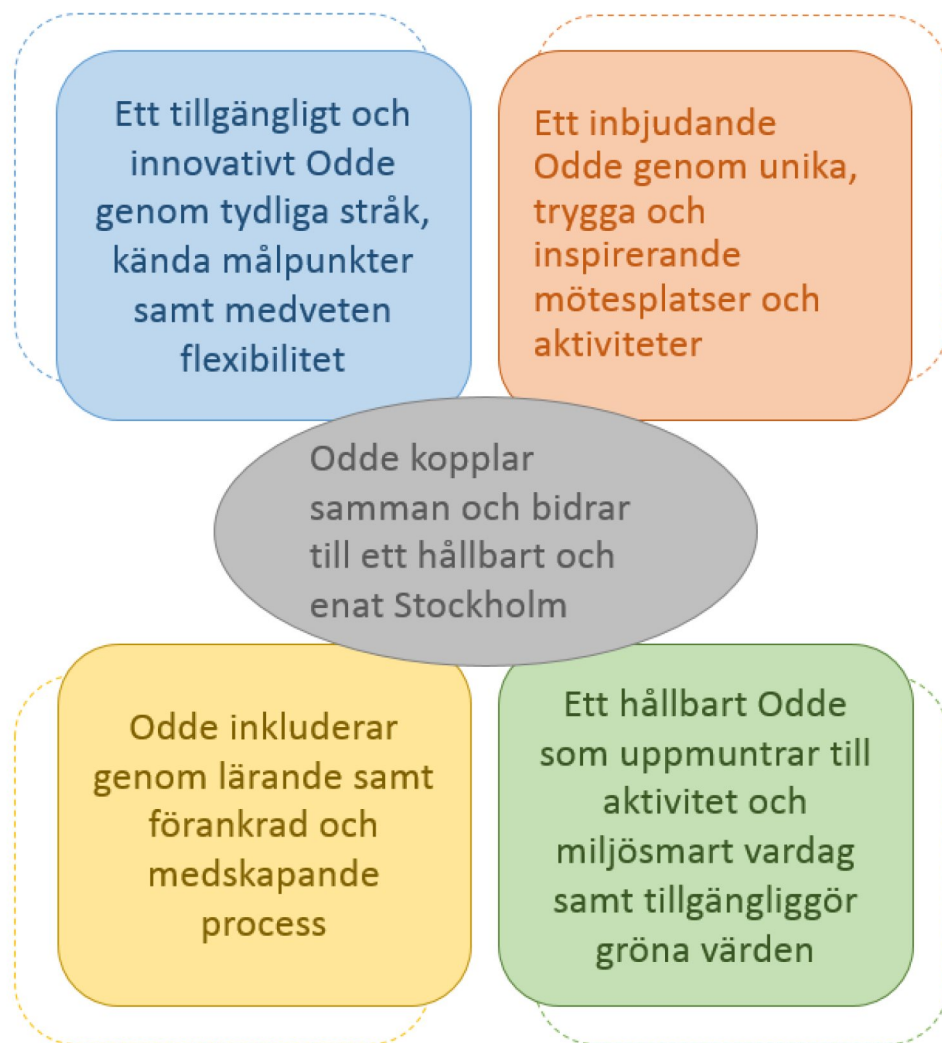 Ett tillgängligt och
innovativt Odde
genom tydliga stråk,
kända målpunkter
samt medveten
flexibilitet
Ett inbjudande
Odde genom unika,
trygga och
inspirerande
mötesplatser och
aktiviteter
Odde kopplar
samman och bidrar
till ett hållbart och
enat Stockholm
Odde inkluderar
genom lärande samt
förankrad och
medskapande
process
Ett hållbart Odde
som uppmuntrar till
aktivitet och
miljösmart vardag
samt tillgängliggör
gröna värden